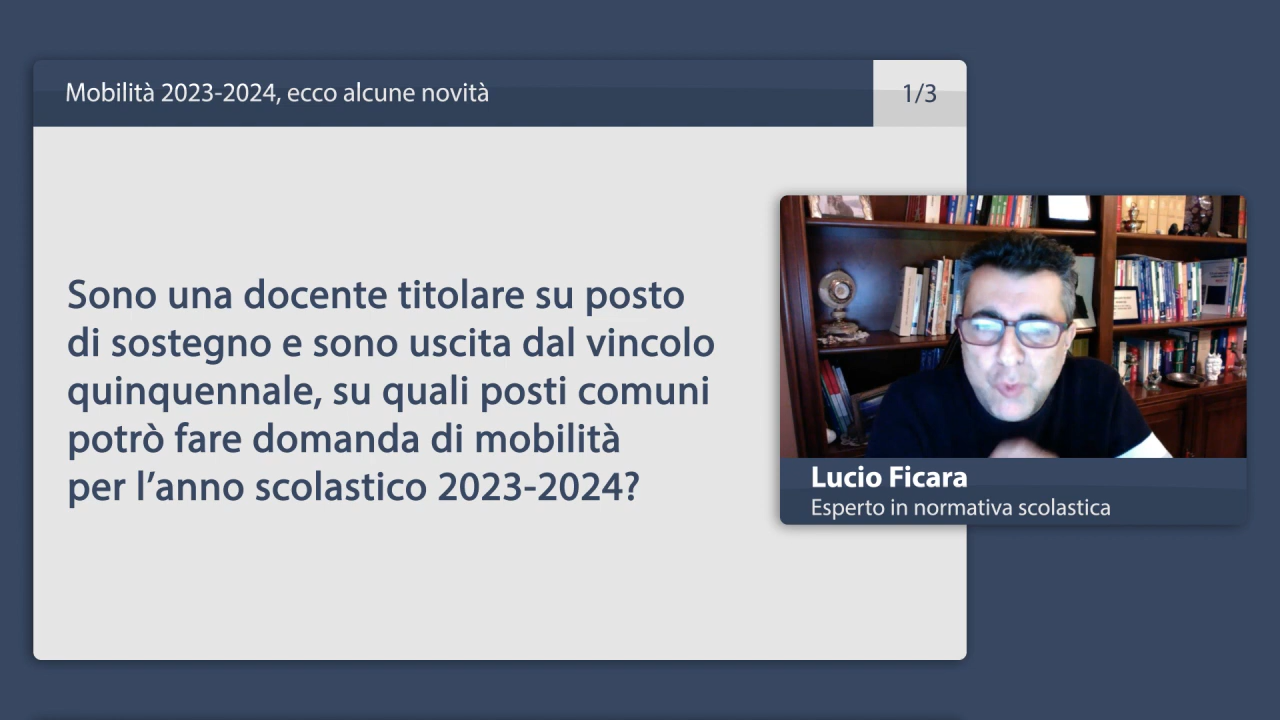 Mobilità 2023-2024, ecco alcune novità
1/3
Sono una docente titolare su posto
di sostegno e sono uscita dal vincolo
quinquennale, su quali posti comuni
potrò fare domanda di mobilità
per l’anno scolastico 2023-2024?
Lucio Ficara
Esperto in normativa scolastica